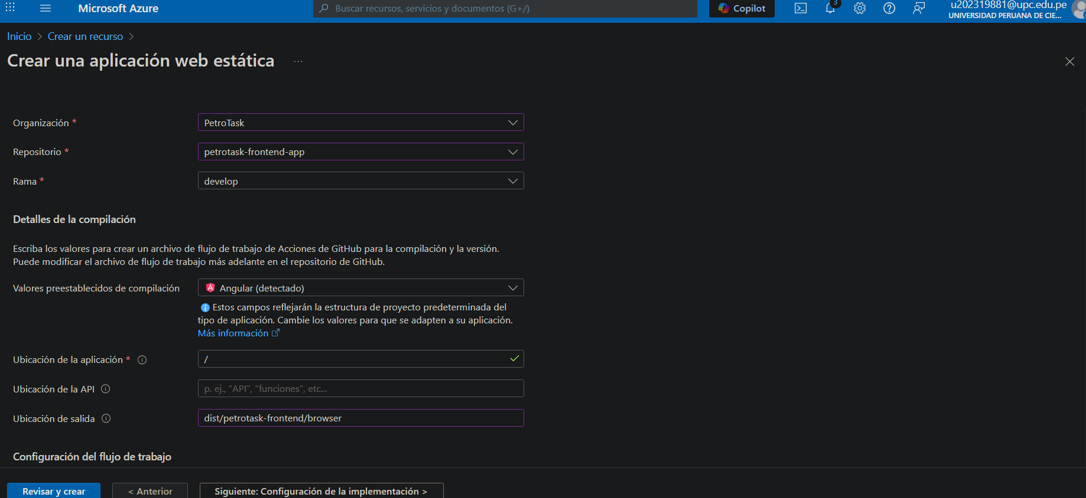 Microsoft Azure
Buscar recursos, servicios y documentos (G+/)
Copilot
3
u202319881@upc.edu.pe
UNIVERSIDAD PERUANA DE CIE...
Inicio > Crear un recurso >
Crear una aplicación web estática ...
Organización *
PetroTask
Repositorio *
petrotask-frontend-app
Rama *
develop
Detalles de la compilación
Escriba los valores para crear un archivo de flujo de trabajo de Acciones de GitHub para la compilación y la versión.
Puede modificar el archivo de flujo de trabajo más adelante en el repositorio de GitHub.
Valores preestablecidos de compilación
Angular (detectado)
Estos campos reflejarán la estructura de proyecto predeterminada del
tipo de aplicación. Cambie los valores para que se adapten a su aplicación.
Más información
Ubicación de la aplicación *
/
Ubicación de la API
p. ej., "API", "funciones", etc...
Ubicación de salida
dist/petrotask-frontend/browser
Configuración del flujo de trabajo
Revisar y crear
< Anterior
Siguiente: Configuración de la implementación >